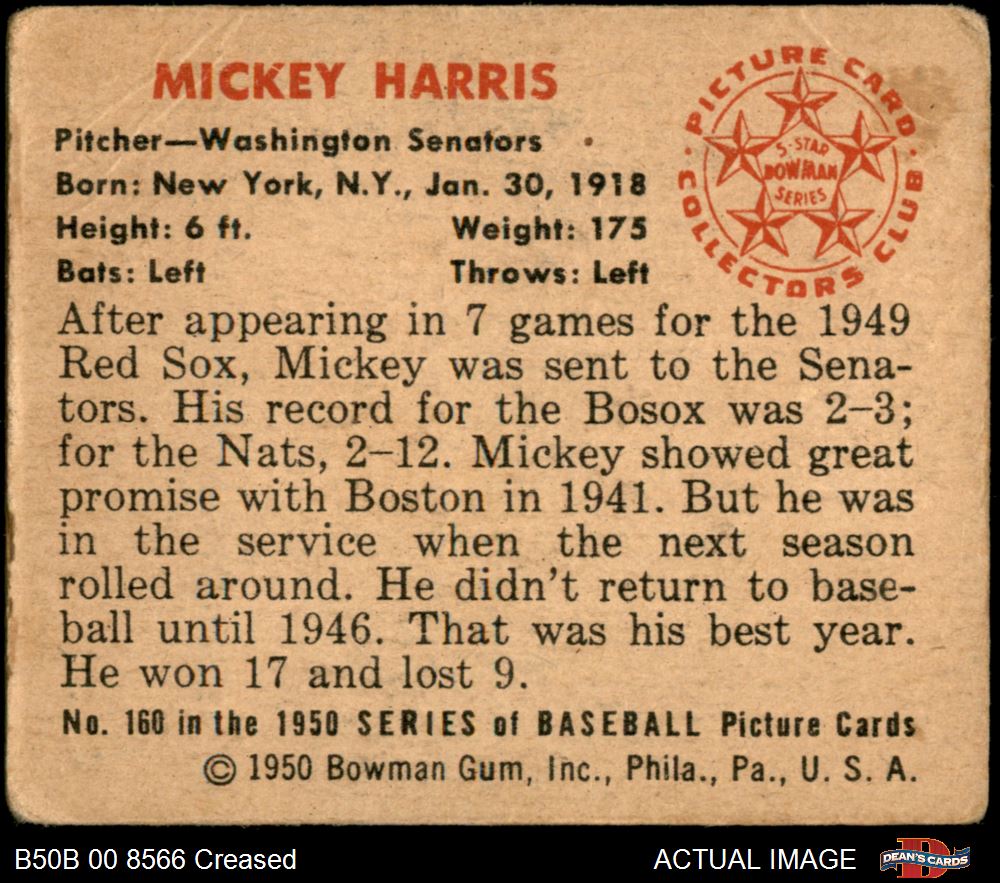 MICKEY HARRIS
Pitcher—Washington Senators
Born: New York, N.Y., Jan. 30, 1918
Height: 6 ft. Weight: 175
Bats: Left Throws: Left
PICTURE CARD
COLLECTORS CLUB
5-STAR
BOWMAN
SERIES
After appearing in 7 games for the 1949
Red Sox, Mickey was sent to the Sena-
tors. His record for the Bosox was 2–3;
for the Nats, 2–12. Mickey showed great
promise with Boston in 1941. But he was
in the service when the next season
rolled around. He didn't return to base-
ball until 1946. That was his best year.
He won 17 and lost 9.
No. 160 in the 1950 SERIES of BASEBALL Picture Cards
© 1950 Bowman Gum, Inc., Phila., Pa., U. S. A.
B50B 00 8566 Creased
ACTUAL IMAGE
DEAN'S CARDS